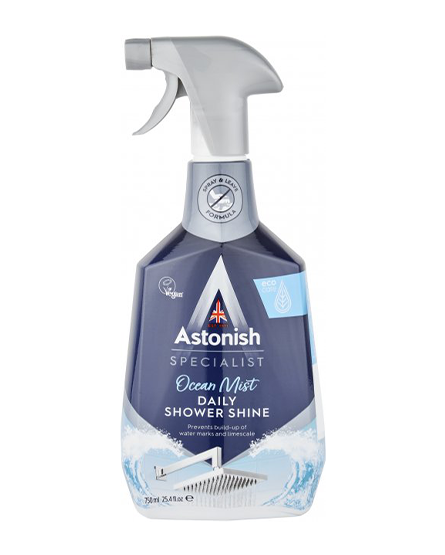 SPRAY & LEAVE
FORMULA
Vegan
eco
Astonish
SPECIALIST
Ocean Mist
DAILY
SHOWER SHINE
Prevents build-up of
water marks and limescale
750ml 25.4fl.oz e